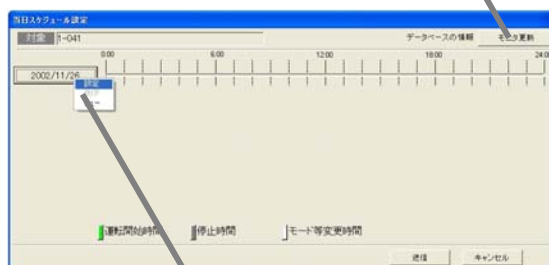 当日スケジュール設定
対象 1-041 データベースの情報 モニタ更新
0:00 6:00 12:00 18:00 24:00
2002/11/26
設定
運転開始時間 停止時間 モード等変更時間
送信 キャンセル